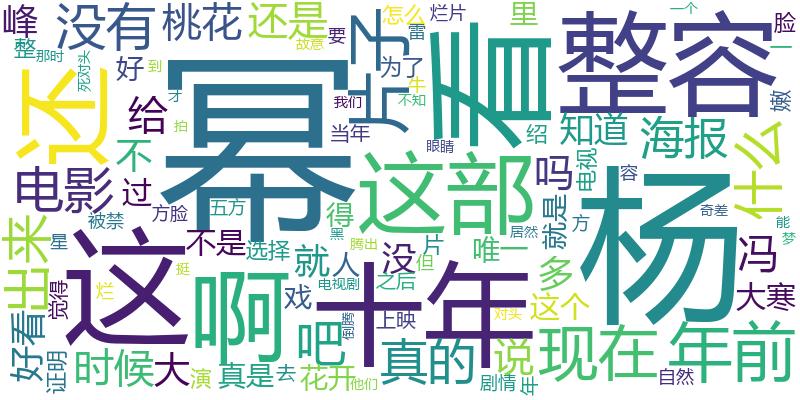 峰
没有
桃花
还是
怎么
烂片
里
整容
脸
一个
整
那时
死对头
好
到
给
片子
故意
要
雷
为了
牛
我们
不知
看
一
嫩
还
幂
牙
拍
当年
绍
知道
海报
什么
电影
不
过
眼睛
这部
吗
电视
容
杨
被禁
方脸
五方
得
就是
方
奇差
能
梦
出来
星
这
不是
选择
黑
腾出
居然
唯一
片
但
没
人
就
冯
觉得
啊
挺
电视剧
之后
十年
多
大寒
好看
烂
戏
倒腾
吧
上映
对头
这个
现在
年前
证明
时候
大
演
真是
去
花开
他们
真的
剧情
说
年
自然